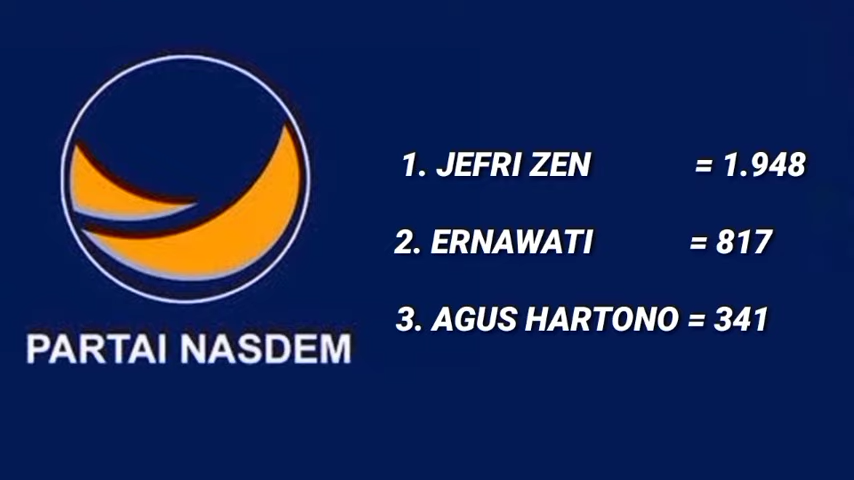 PARTAI NASDEM
1. JEFRI ZEN = 1.948
2. ERNAWATI = 817
3. AGUS HARTONO = 341